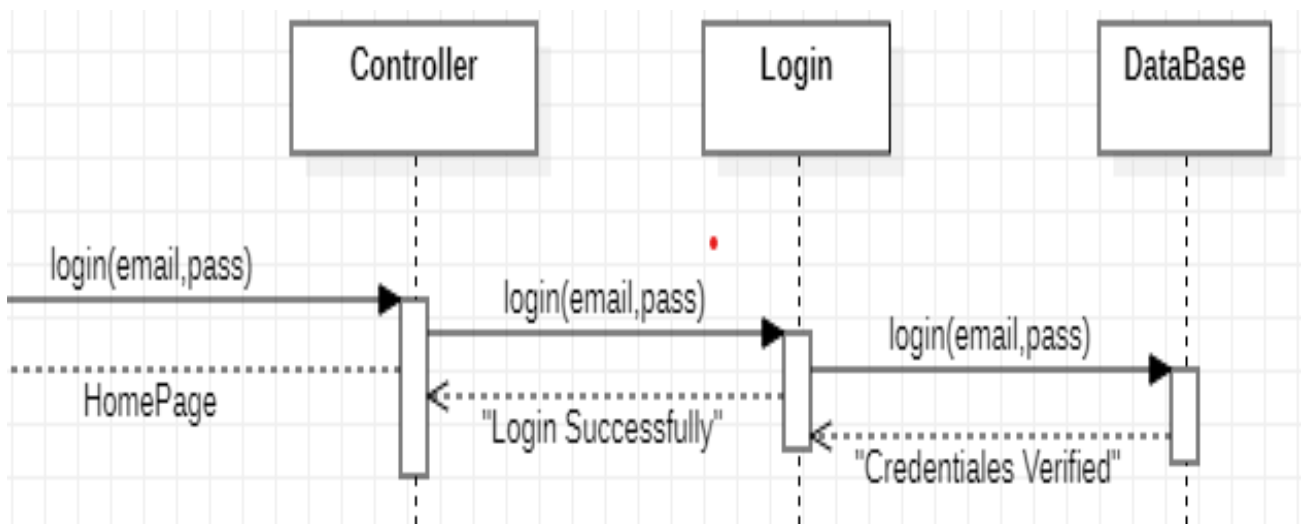 Controller
Login
DataBase
login(email,pass)
login(email,pass)
login(email,pass)
HomePage
"Login Successfully"
"Credentiales Verified"